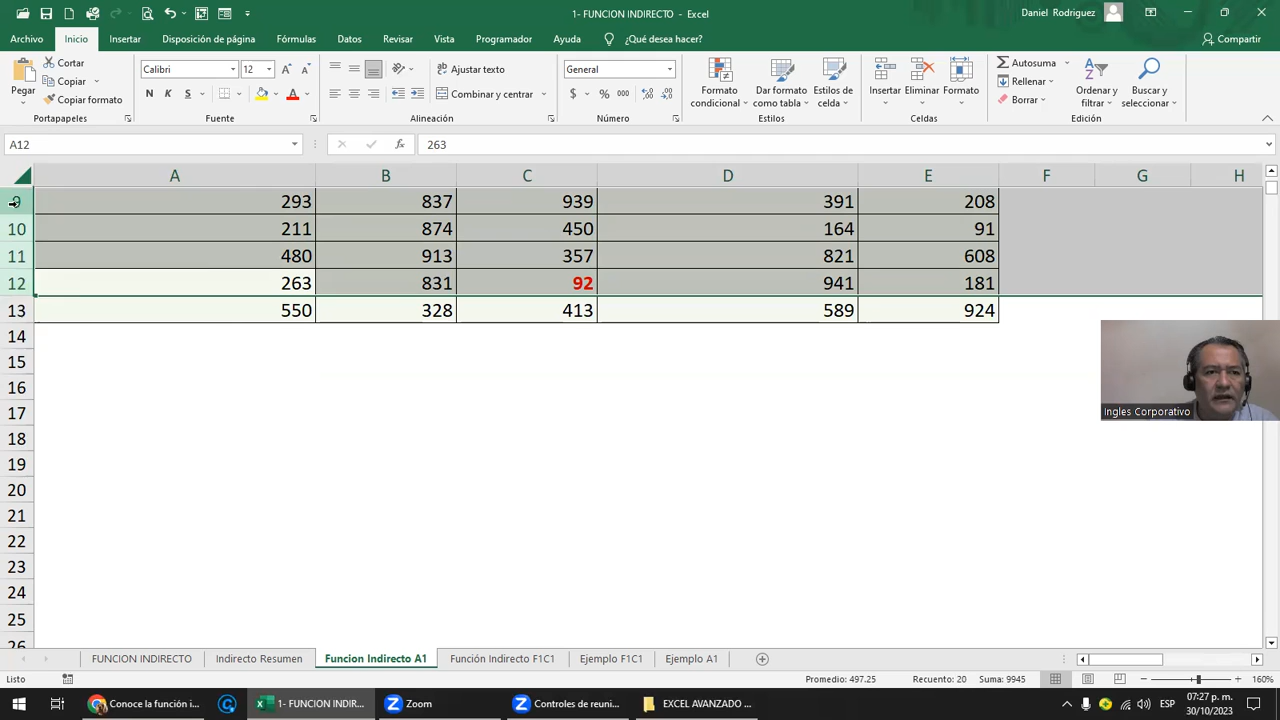 1- FUNCION INDIRECTO - Excel
Daniel Rodriguez
Archivo Inicio Insertar Disposición de página Fórmulas Datos Revisar Vista Programador Ayuda ¿Qué desea hacer? Compartir
Pegar
Cortar
Copiar
Copiar formato
Portapapeles
Calibri 12
N K S
Fuente
Ajustar texto
Combinar y centrar
Alineación
General
$ % 000
Número
Formato condicional
Dar formato como tabla
Estilos de celda
Estilos
Insertar Eliminar Formato
Celdas
Autosuma
Rellenar
Borrar
Ordenar y filtrar
Buscar y seleccionar
Edición
A12 fx 263
A B C D E F G H
9 293 837 939 391 208
10 211 874 450 164 91
11 480 913 357 821 608
12 263 831 92 941 181
13 550 328 413 589 924
14
15
16
17
18
19
20
21
22
23
24
25
26
Ingles Corporativo
FUNCION INDIRECTO Indirecto Resumen Funcion Indirecto A1 Función Indirecto F1C1 Ejemplo F1C1 Ejemplo A1
Listo Promedio: 497.25 Recuento: 20 Suma: 9945 160%
Conoce la función i... 1- FUNCION INDIR... Zoom Controles de reuni... EXCEL AVANZADO ... ESP 07:27 p. m.
30/10/2023